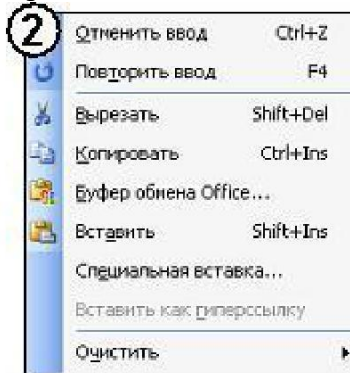 2
Отменить ввод Ctrl+Z
Повторить ввод F4
Вырезать Shift+Del
Копировать Ctrl+Ins
Буфер обмена Office...
Вставить Shift+Ins
Специальная вставка...
Вставить как гиперссылку
Очистить